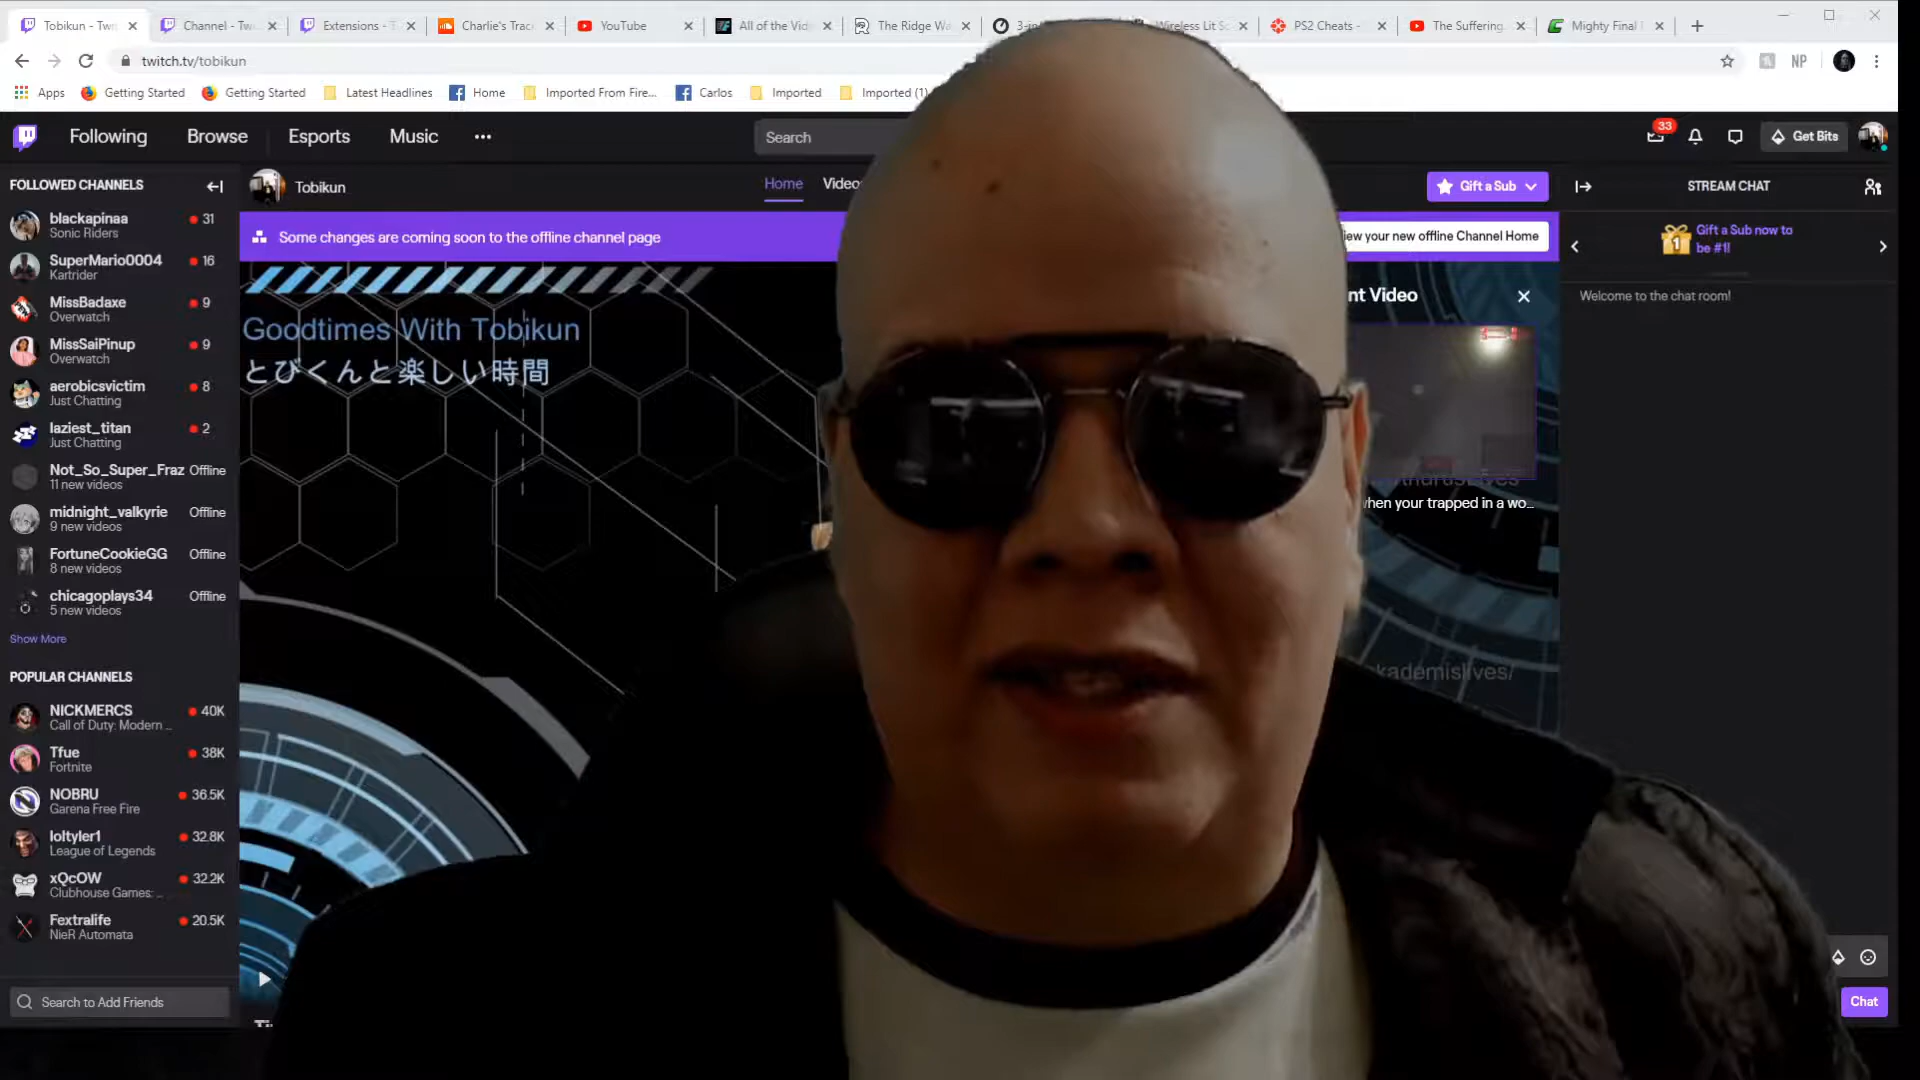 Tobikun - Twi
Channel - Twi
Extensions - T
Charlie's Trac
YouTube
All of the Vid
The Ridge Wa
3-in
Wireless Lit Sc
PS2 Cheats -
The Suffering
Mighty Final
twitch.tv/tobikun
NP
Apps
Getting Started
Getting Started
Latest Headlines
Home
Imported From Fire...
Carlos
Imported
Imported (1)
Following
Browse
Esports
Music
Search
33
Get Bits
FOLLOWED CHANNELS
blackapinaa
31
Sonic Riders
SuperMario0004
16
Kartrider
MissBadaxe
9
Overwatch
MissSaiPinup
9
Overwatch
aerobicsvictim
8
Just Chatting
laziest_titan
2
Just Chatting
Not_So_Super_Fraz
Offline
11 new videos
midnight_valkyrie
Offline
9 new videos
FortuneCookieGG
Offline
8 new videos
chicagoplays34
Offline
5 new videos
Show More
POPULAR CHANNELS
NICKMERCS
40K
Call of Duty: Modern ...
Tfue
38K
Fortnite
NOBRU
36.5K
Garena Free Fire
loltyler1
32.8K
League of Legends
xQcOW
32.2K
Clubhouse Games: ...
Fextralife
20.5K
NieR Automata
Search to Add Friends
Tobikun
Home
Video
Gift a Sub
Some changes are coming soon to the offline channel page
iew your new offline Channel Home
Goodtimes With Tobikun
とびくんと楽しい時間
nt Video
hen your trapped in a wo...
kademislives/
STREAM CHAT
1
Gift a Sub now to
be #1!
Welcome to the chat room!
Chat